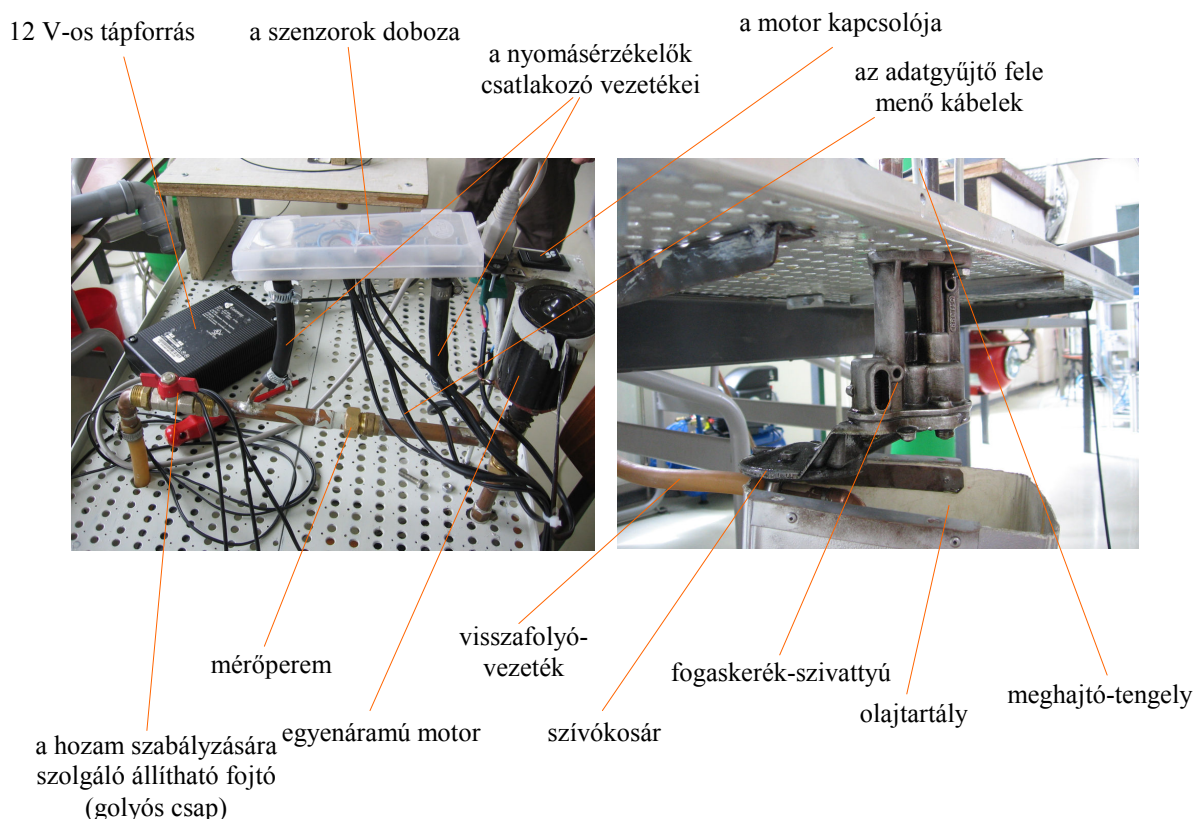 12 V-os tápforrás
a szenzorok doboza
a nyomásérzékelők
csatlakozó vezetékei
a motor kapcsolója
az adatgyűjtő fele
menő kábelek
mérőperem
visszafolyó-
vezeték
fogaskerék-szivattyú
meghajtó-tengely
olajtartály
egyenáramú motor
szívókosár
a hozam szabályzására
szolgáló állítható fojtó
(golyós csap)